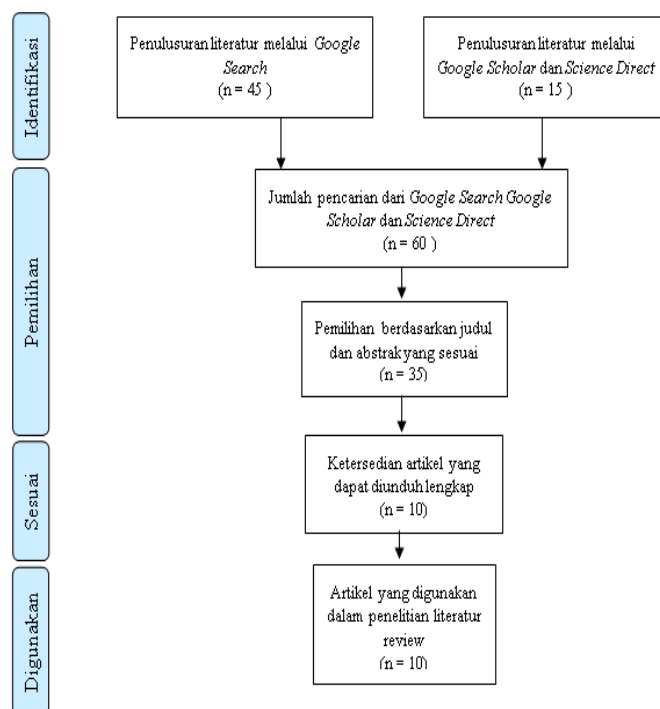 Identifikasi
Penulusuran literatur melalui Google
Search
(n = 45 )
Penulusuran literatur melalui
Google Scholar dan Science Direct
(n = 15 )
Pemilihan
Jumlah pencarian dari Google Search Google
Scholar dan Science Direct
(n = 60 )
Pemilihan berdasarkan judul
dan abstrak yang sesuai
(n = 35)
Sesuai
Ketersedian artikel yang
dapat diunduh lengkap
(n = 10)
Digunakan
Artikel yang digunakan
dalam penelitian literatur
review
(n = 10)